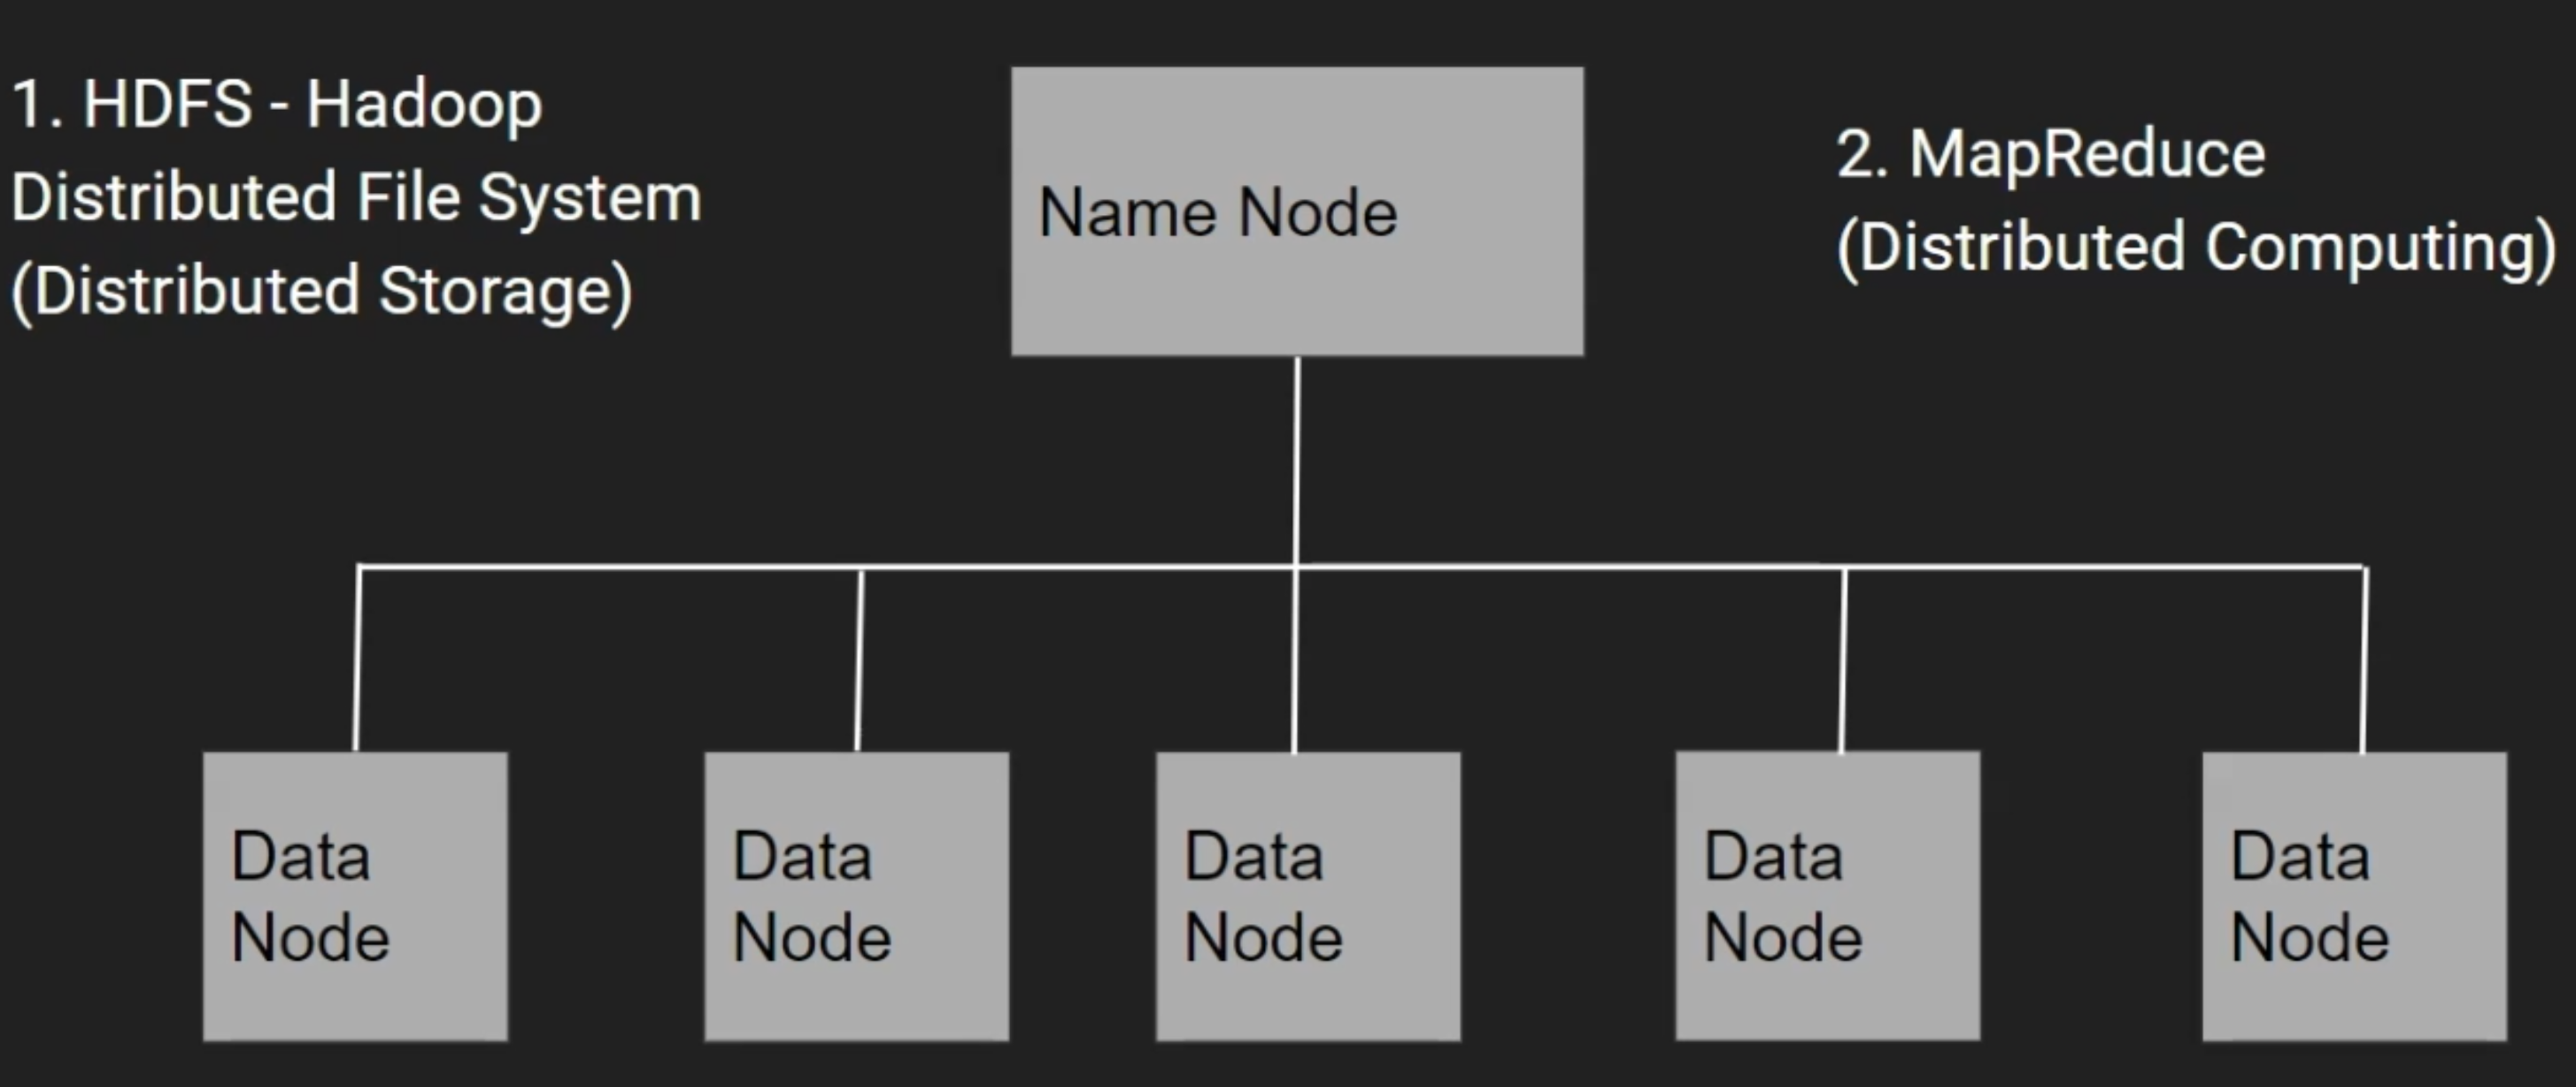 1. HDFS - Hadoop
Distributed File System
(Distributed Storage)
Name Node
2. MapReduce
(Distributed Computing)
Data
Node
Data
Node
Data
Node
Data
Node
Data
Node